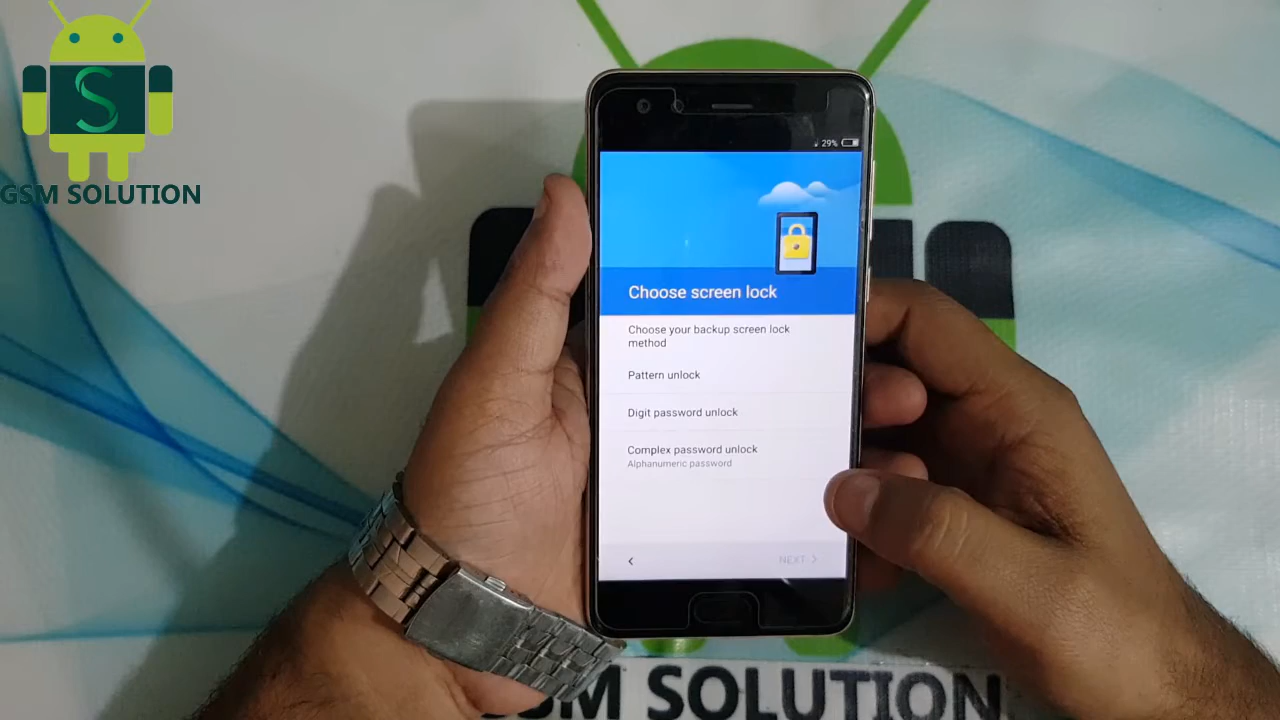 S
GSM SOLUTION
29%
Choose screen lock
Choose your backup screen lock
method
Pattern unlock
Digit password unlock
Complex password unlock
Alphanumeric password
NEXT
GSM SOLUTION